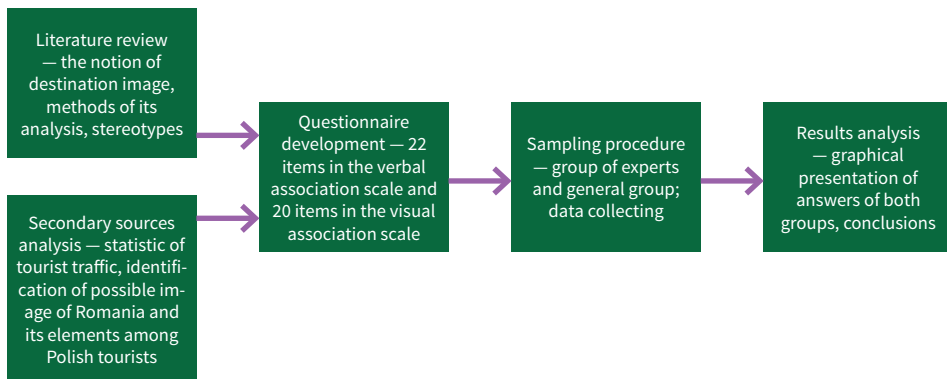 Literature review
— the notion of
destination image,
methods of its
analysis, stereotypes
Secondary sources
analysis — statistic of
tourist traffic, identifi-
cation of possible im-
age of Romania and
its elements among
Polish tourists
Questionnaire
development — 22
items in the verbal
association scale and
20 items in the visual
association scale
Sampling procedure
— group of experts
and general group;
data collecting
Results analysis
— graphical
presentation of
answers of both
groups, conclusions